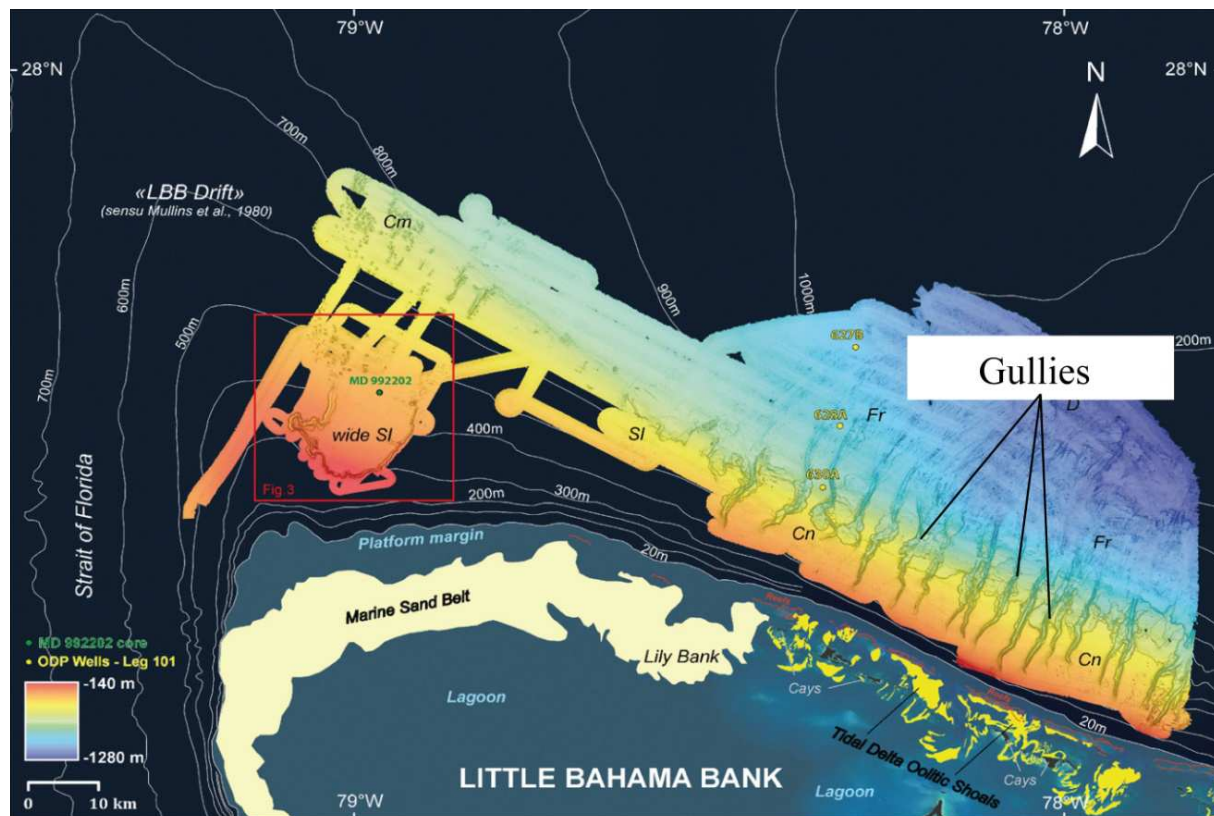 79°W
78°W
28°N
28°N
N
700m
800m
«LBB Drift»
(sensu Mullins et al., 1980)
Cm
600m
900m
1000m
500m
627B
200m
Gullies
MD 992202
700m
D
628A
Fr
wide Sl
Sl
400m
Fig.3
630A
200m
300m
Cn
Fr
Strait of Florida
Platform margin
20m
Marine Sand Belt
Reefs
MD 992202 core
ODP Wells - Leg 101
Lily Bank
Cn
-140 m
Cays
Lagoon
Reefs
20m
-1280 m
Tidal Delta Oolitic Shoals
LITTLE BAHAMA BANK
Cays
0 10 km
79°W
Lagoon
78°W